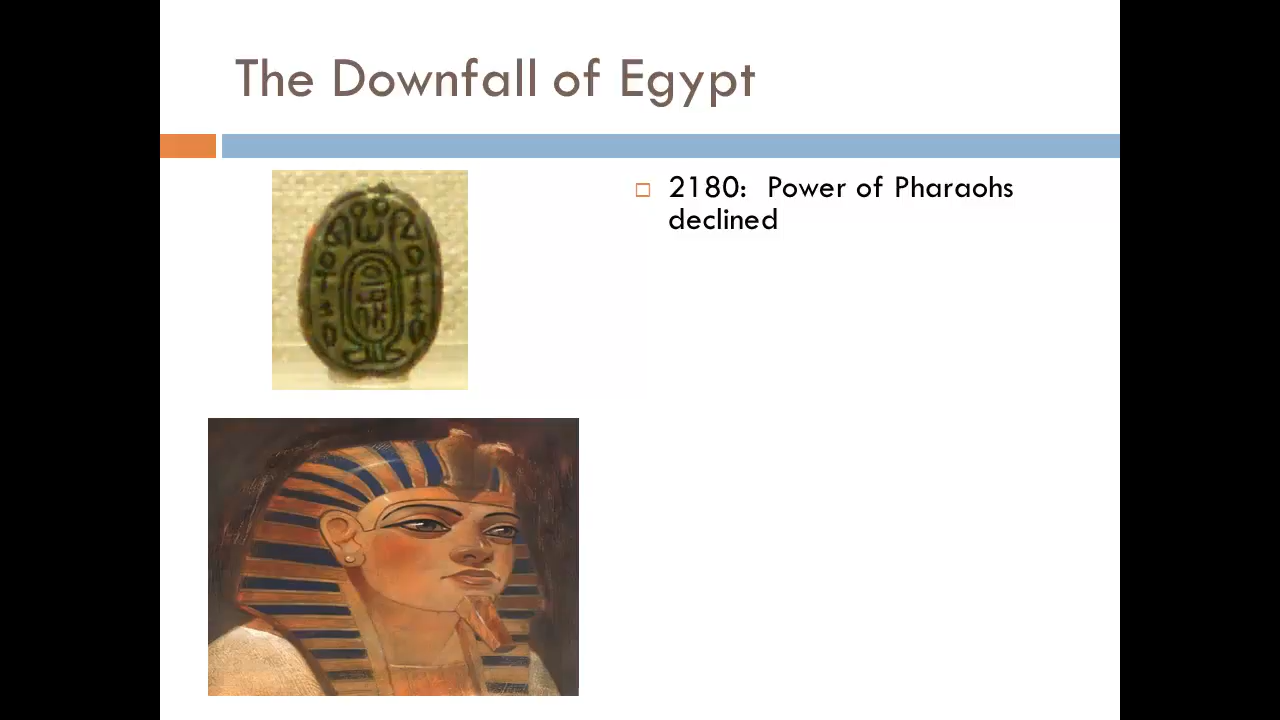 The Downfall of Egypt
2180:  Power of Pharaohs
declined